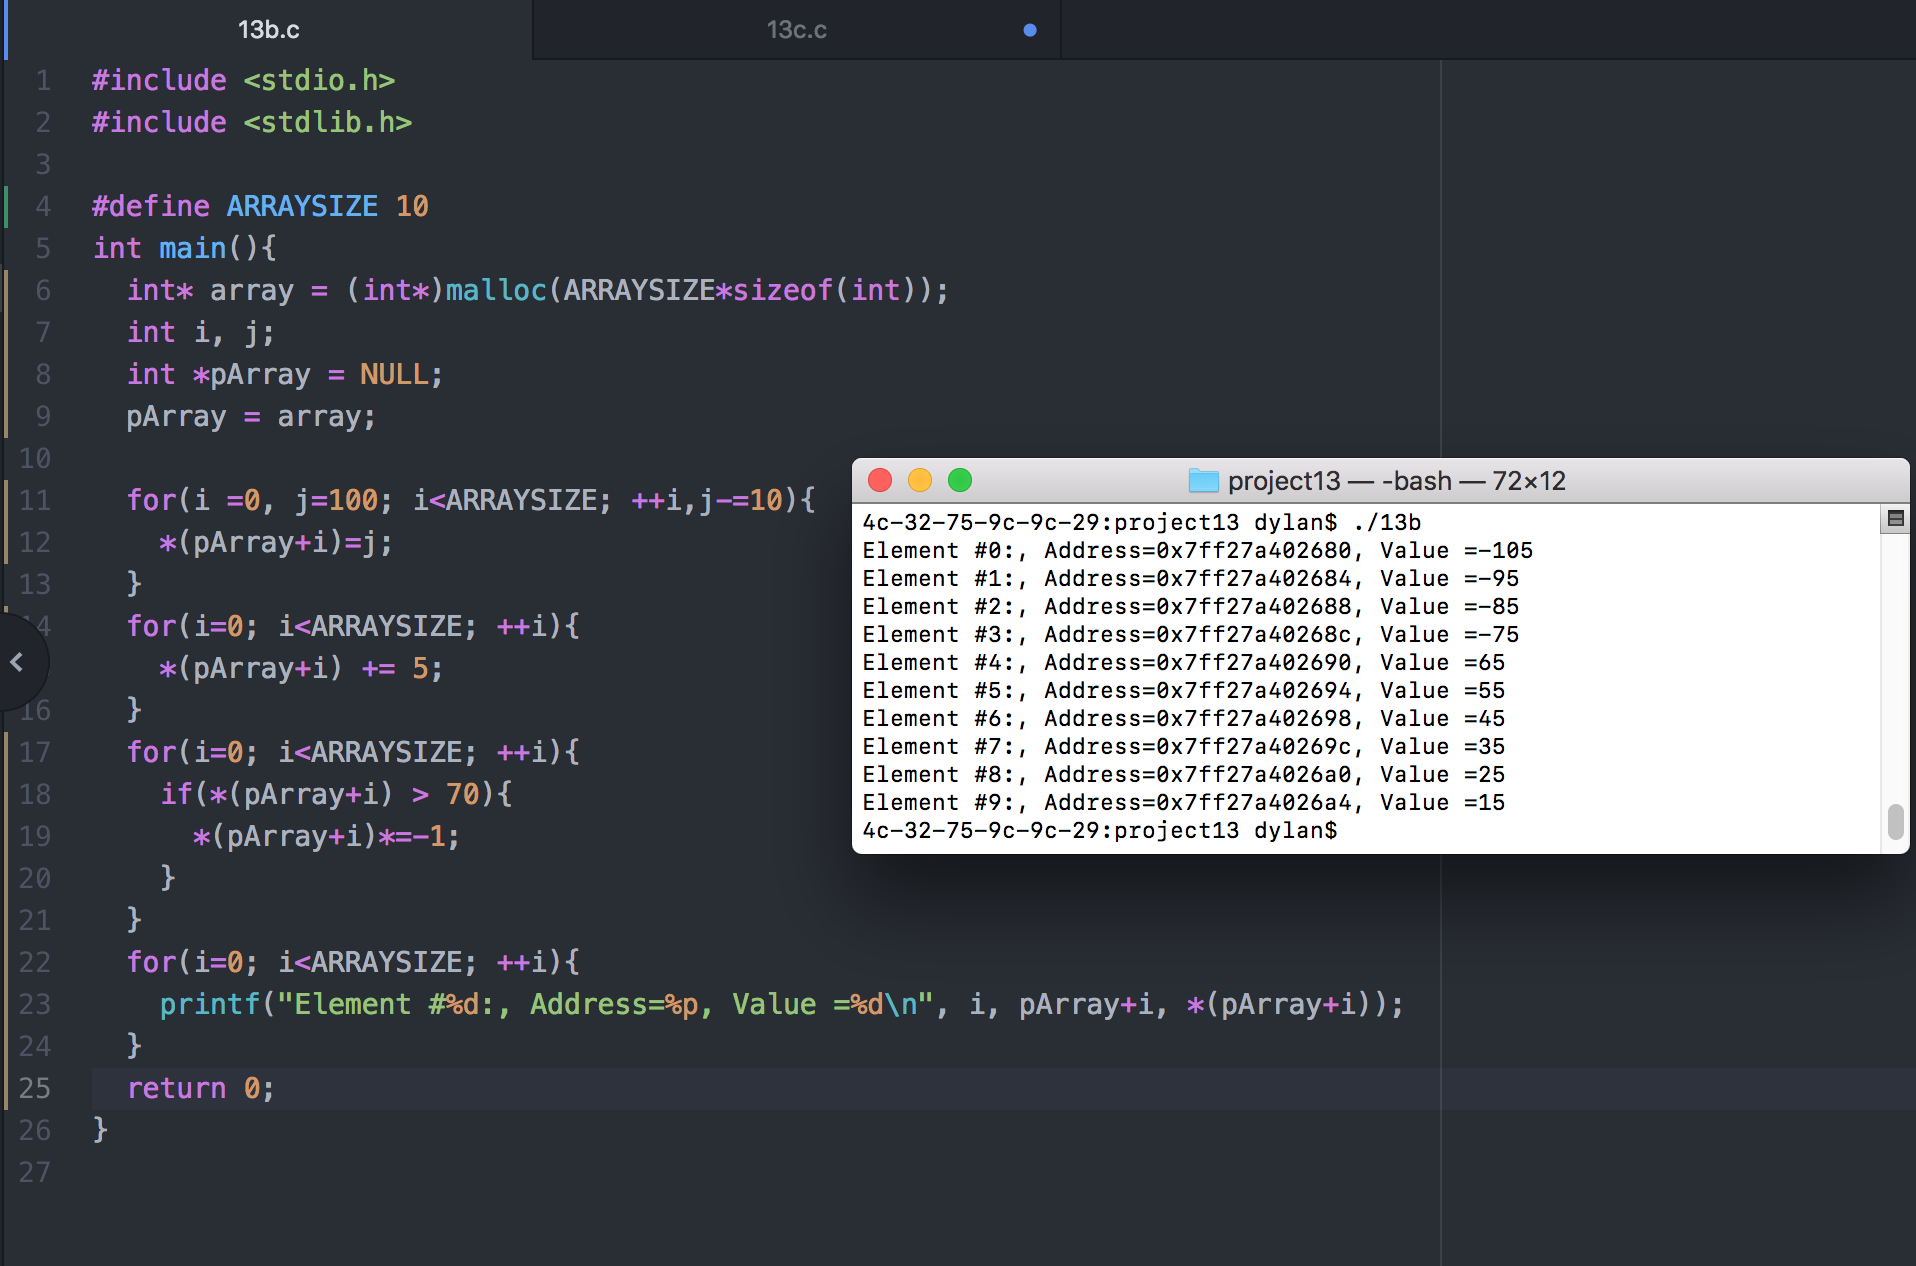 13b.c
13c.c
1 #include <stdio.h>
2 #include <stdlib.h>
3
4 #define ARRAYSIZE 10
5 int main(){
6 int* array = (int*)malloc(ARRAYSIZE*sizeof(int));
7 int i, j;
8 int *pArray = NULL;
9 pArray = array;
10
11 for(i =0, j=100; i<ARRAYSIZE; ++i,j-=10){
12 *(pArray+i)=j;
13 }
14 for(i=0; i<ARRAYSIZE; ++i){
*(pArray+i) += 5;
16 }
17 for(i=0; i<ARRAYSIZE; ++i){
18 if(*(pArray+i) > 70){
19 *(pArray+i)*=-1;
20 }
21 }
22 for(i=0; i<ARRAYSIZE; ++i){
23 printf("Element #%d:, Address=%p, Value =%d\n", i, pArray+i, *(pArray+i));
24 }
25 return 0;
26 }
27
project13 — -bash — 72×12
4c-32-75-9c-9c-29:project13 dylan$ ./13b
Element #0:, Address=0x7ff27a402680, Value =-105
Element #1:, Address=0x7ff27a402684, Value =-95
Element #2:, Address=0x7ff27a402688, Value =-85
Element #3:, Address=0x7ff27a40268c, Value =-75
Element #4:, Address=0x7ff27a402690, Value =65
Element #5:, Address=0x7ff27a402694, Value =55
Element #6:, Address=0x7ff27a402698, Value =45
Element #7:, Address=0x7ff27a40269c, Value =35
Element #8:, Address=0x7ff27a4026a0, Value =25
Element #9:, Address=0x7ff27a4026a4, Value =15
4c-32-75-9c-9c-29:project13 dylan$